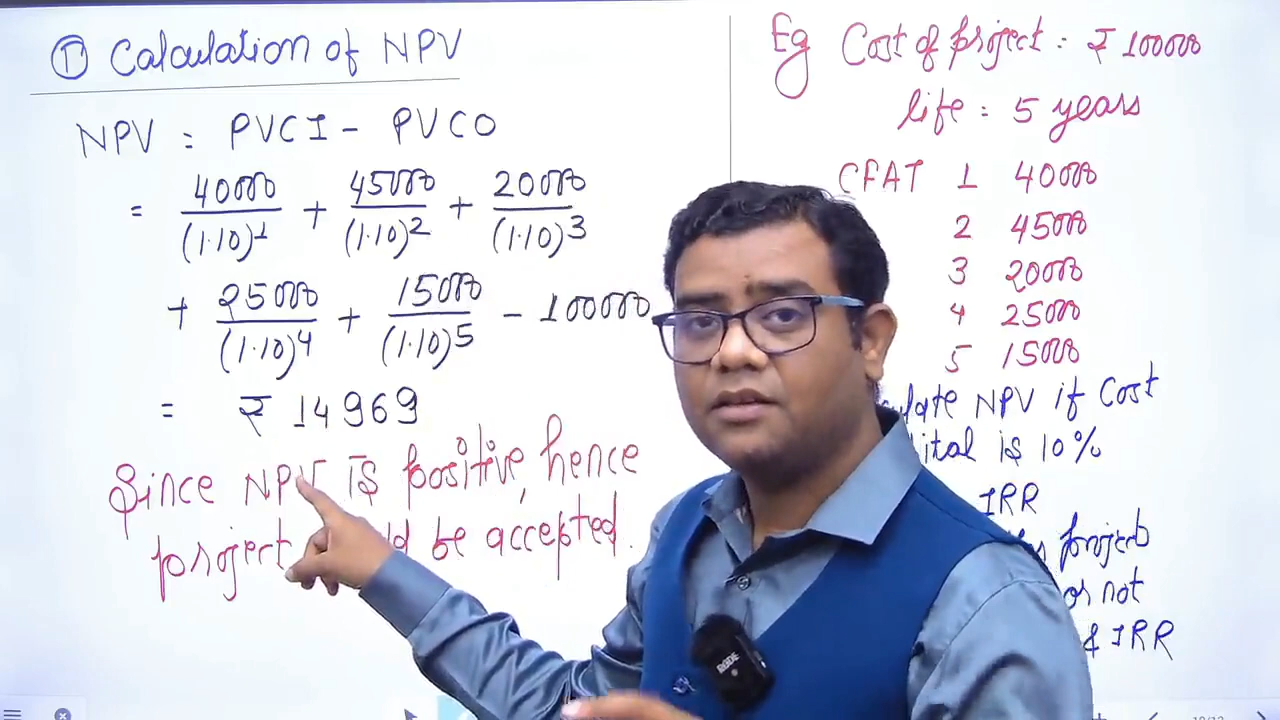 ① Calculation of NPV
NPV = PVCI - PVCO
= 40000/(1.10)^1 + 45000/(1.10)^2 + 20000/(1.10)^3
+ 25000/(1.10)^4 + 15000/(1.10)^5 - 100000
= ₹ 14969
Since NPV is positive, hence
project be accepted.
Eg Cost of project = ₹ 100000
life = 5 years
CFAT 1 40000
2 45000
3 20000
4 25000
5 15000
NPV if Cost
is 10%
IRR
project
or not
& IRR
RODE